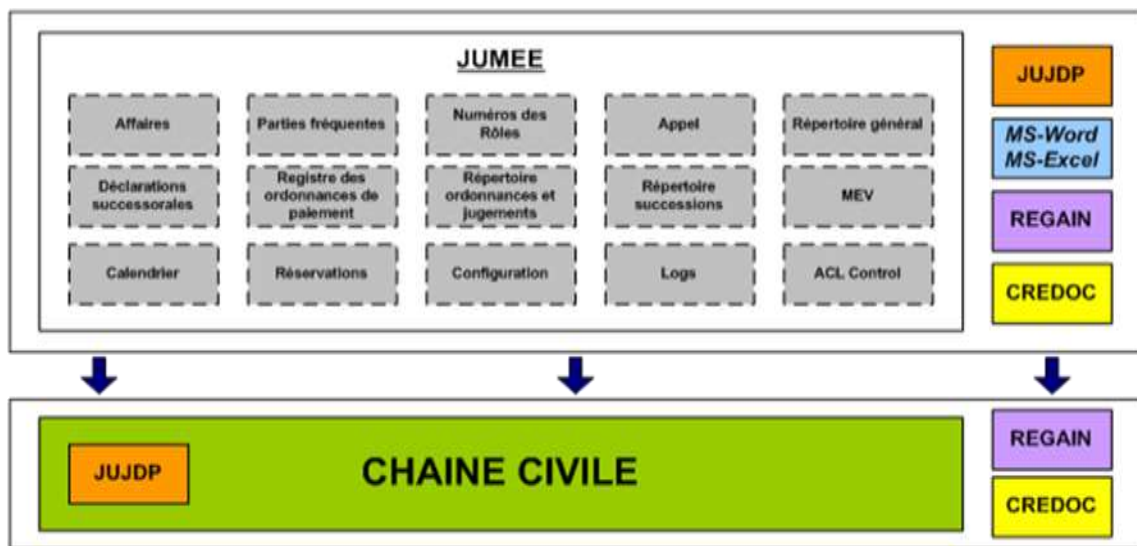 JUMEE
Affaires
Parties fréquentes
Numéros des
Rôles
Appel
Répertoire général
Déclarations
successorales
Registre des
ordonnances de
paiement
Répertoire
ordonnances et
jugements
Répertoire
successions
MEV
Calendrier
Réservations
Configuration
Logs
ACL Control
JUJDP
MS-Word
MS-Excel
REGAIN
CREDOC
JUJDP
CHAINE CIVILE
REGAIN
CREDOC